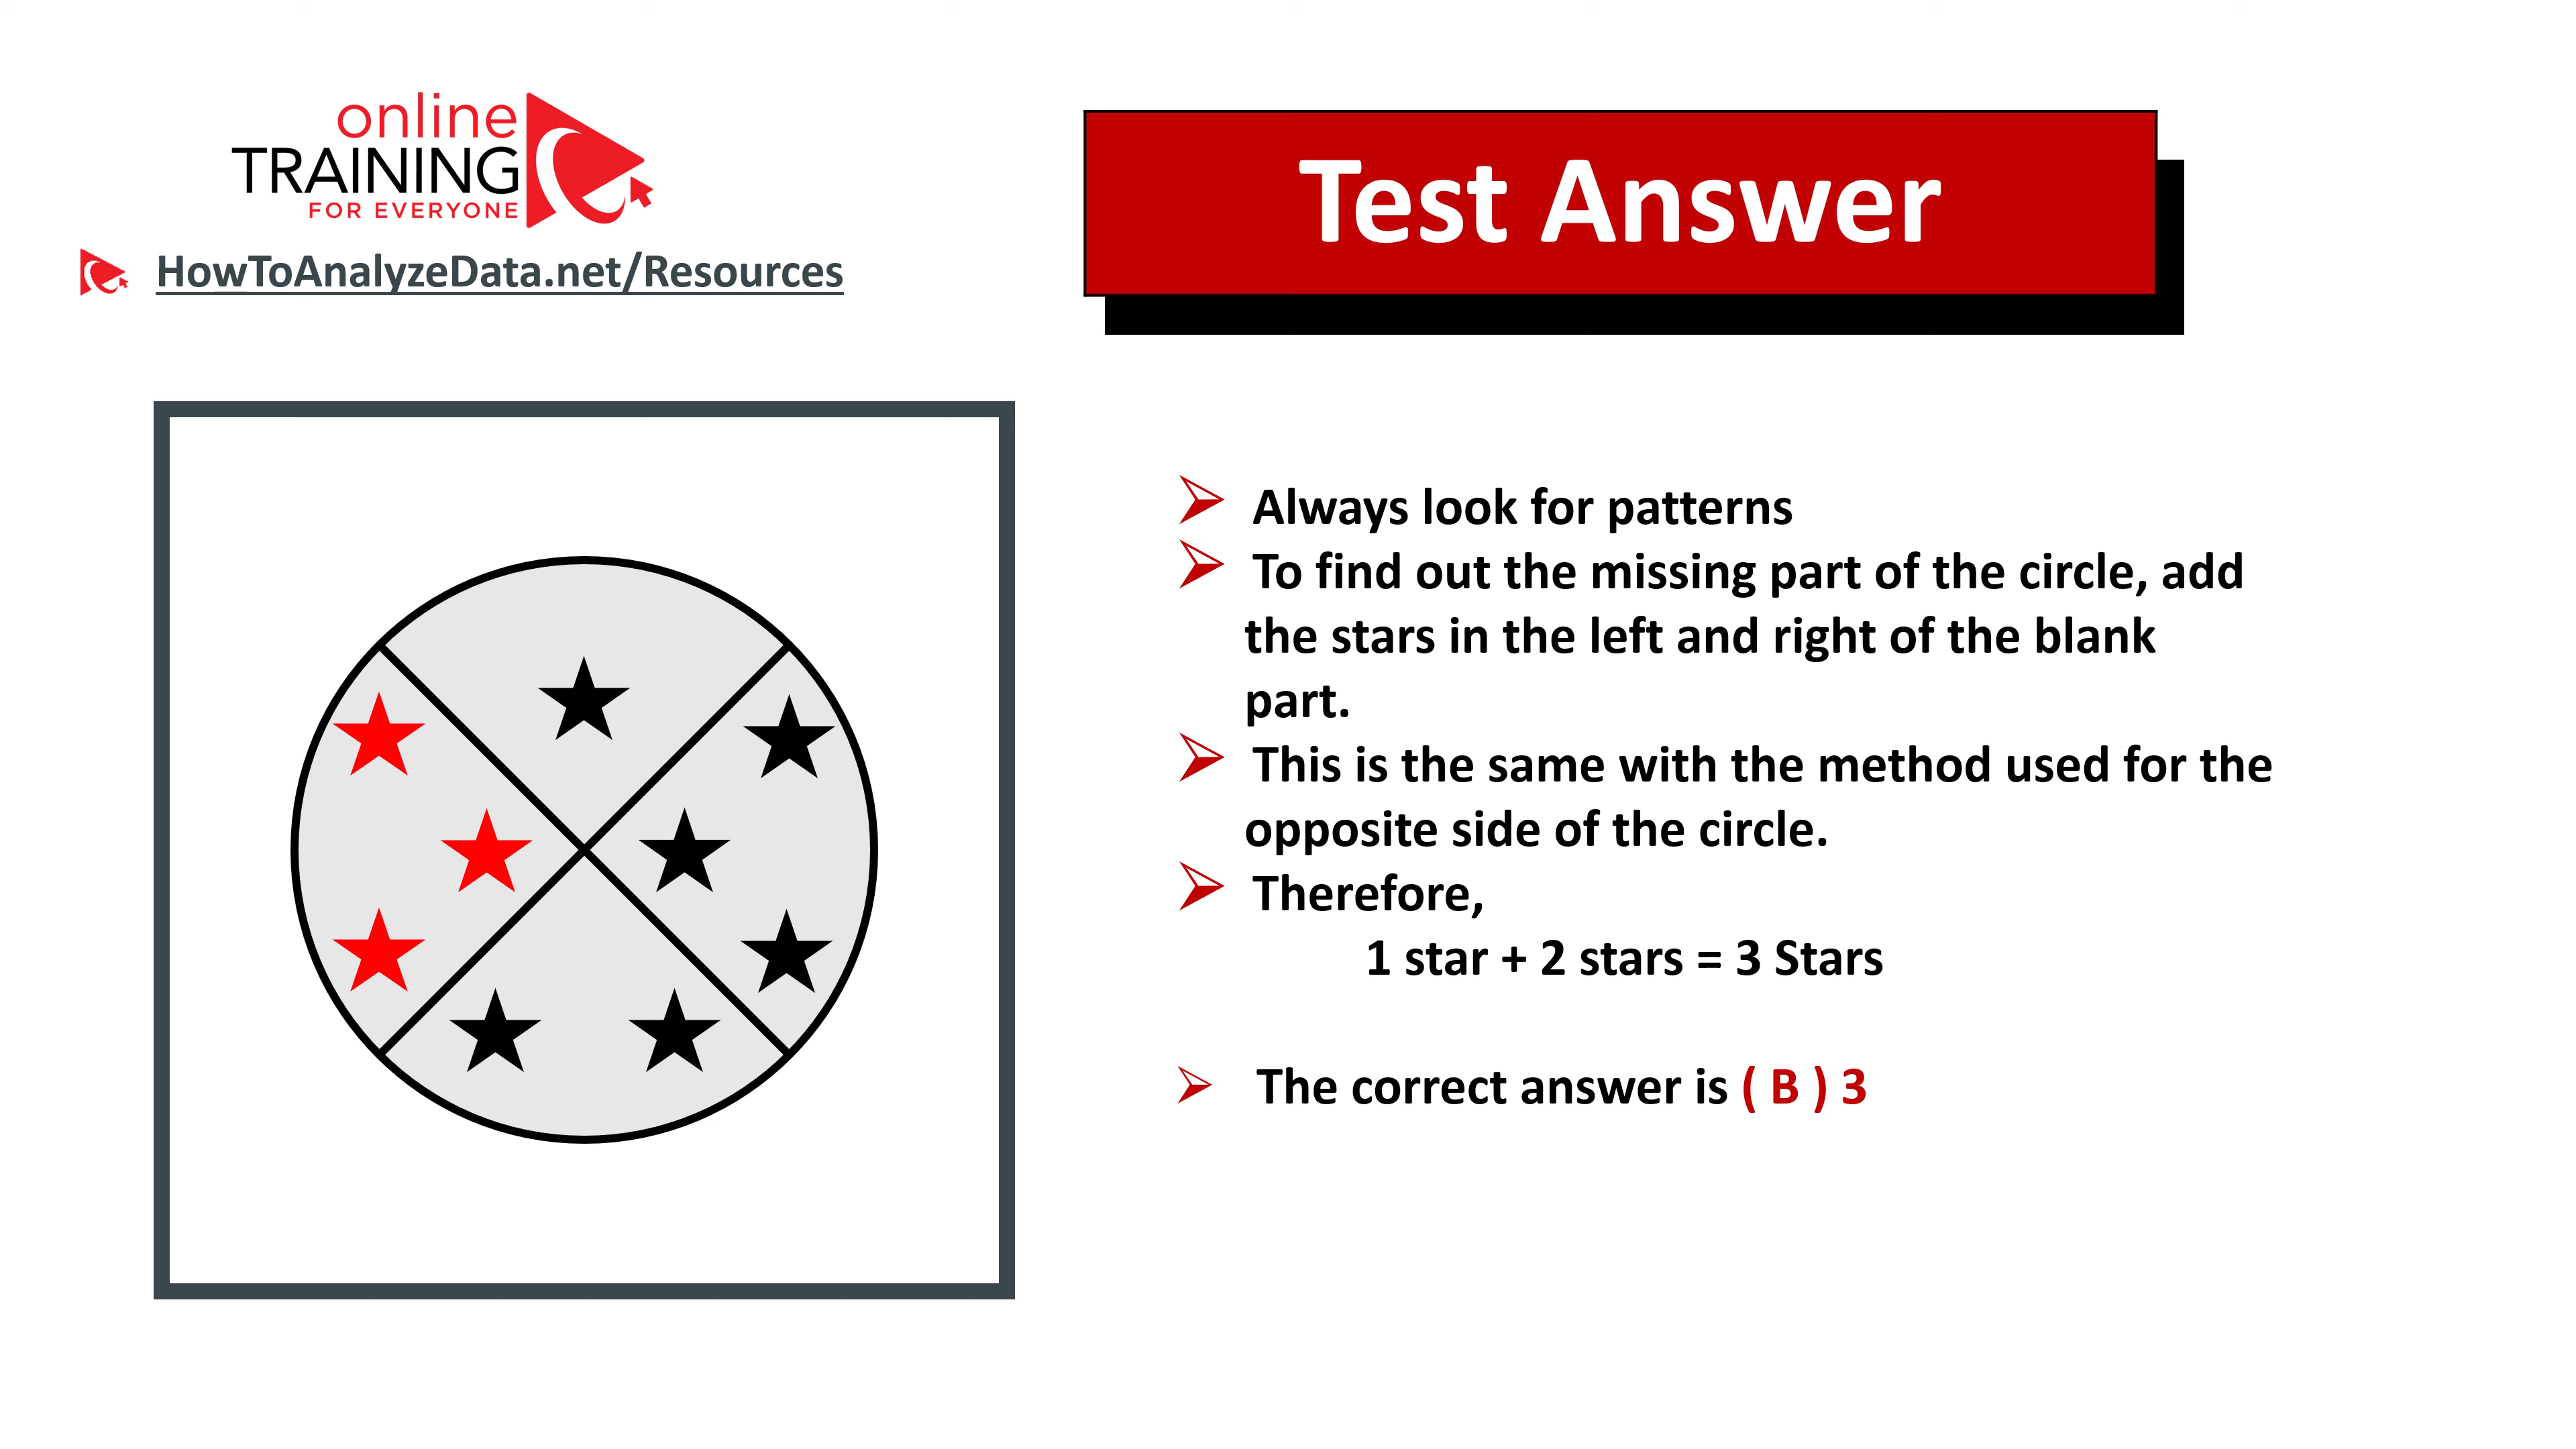 online
TRAINING
FOR EVERYONE
HowToAnalyzeData.net/Resources
Test Answer
Always look for patterns
To find out the missing part of the circle, add
the stars in the left and right of the blank
part.
This is the same with the method used for the
opposite side of the circle.
Therefore,
1 star + 2 stars = 3 Stars
The correct answer is ( B ) 3